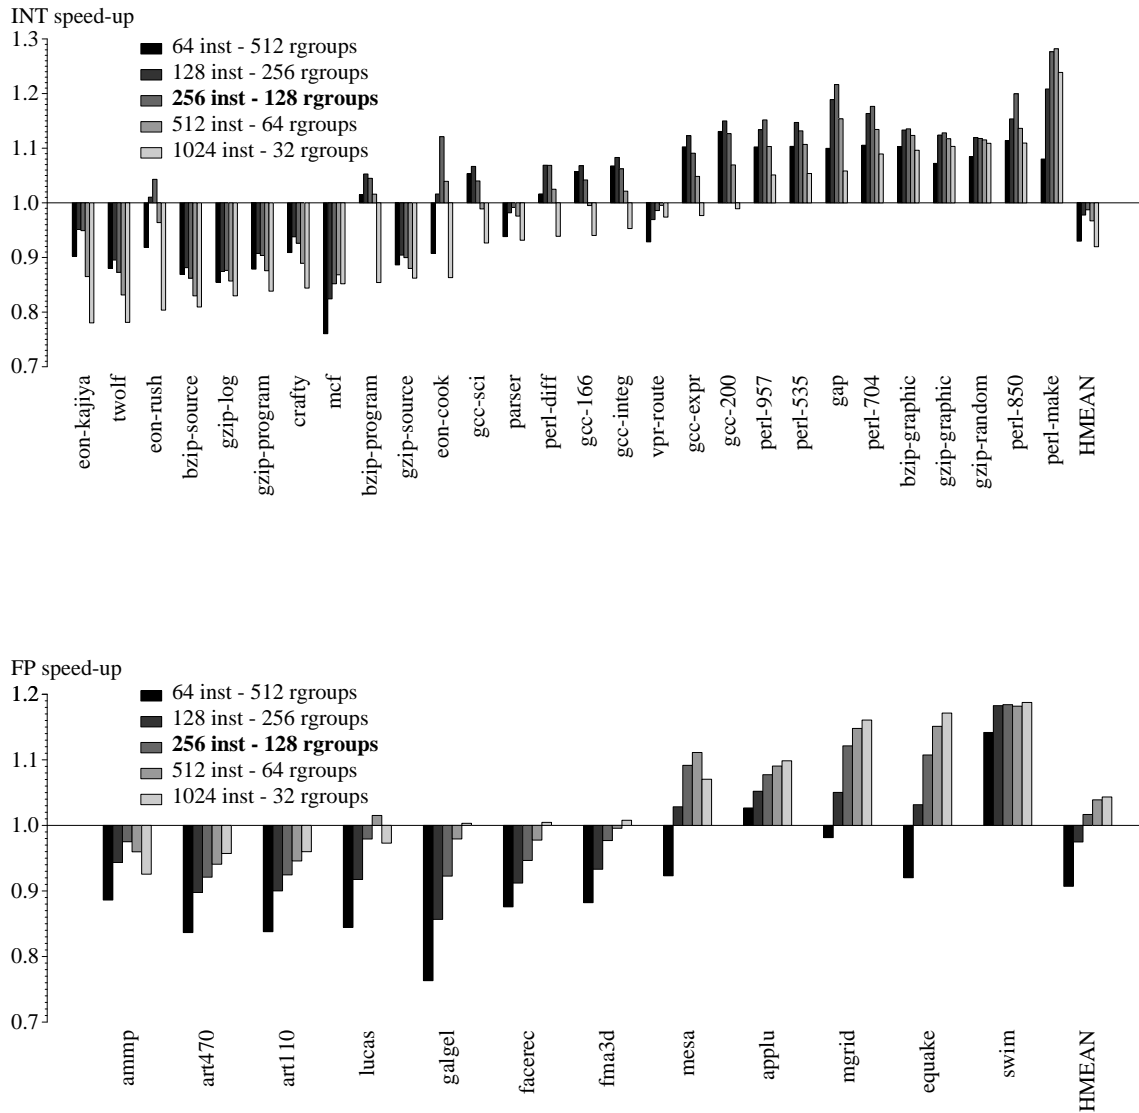 INT speed-up
1.3
1.2
1.1
1.0
0.9
0.8
0.7
64 inst - 512 rgroups
128 inst - 256 rgroups
256 inst - 128 rgroups
512 inst - 64 rgroups
1024 inst - 32 rgroups
eon-kajiya
twolf
eon-rush
bzip-source
gzip-log
gzip-program
crafty
mcf
bzip-program
gzip-source
eon-cook
gcc-sci
parser
perl-diff
gcc-166
gcc-integ
vpr-route
gcc-expr
gcc-200
perl-957
perl-535
gap
perl-704
bzip-graphic
gzip-graphic
gzip-random
perl-850
perl-make
HMEAN
FP speed-up
1.2
1.1
1.0
0.9
0.8
0.7
64 inst - 512 rgroups
128 inst - 256 rgroups
256 inst - 128 rgroups
512 inst - 64 rgroups
1024 inst - 32 rgroups
ammp
art470
art110
lucas
galgel
facerec
fma3d
mesa
applu
mgrid
equake
swim
HMEAN